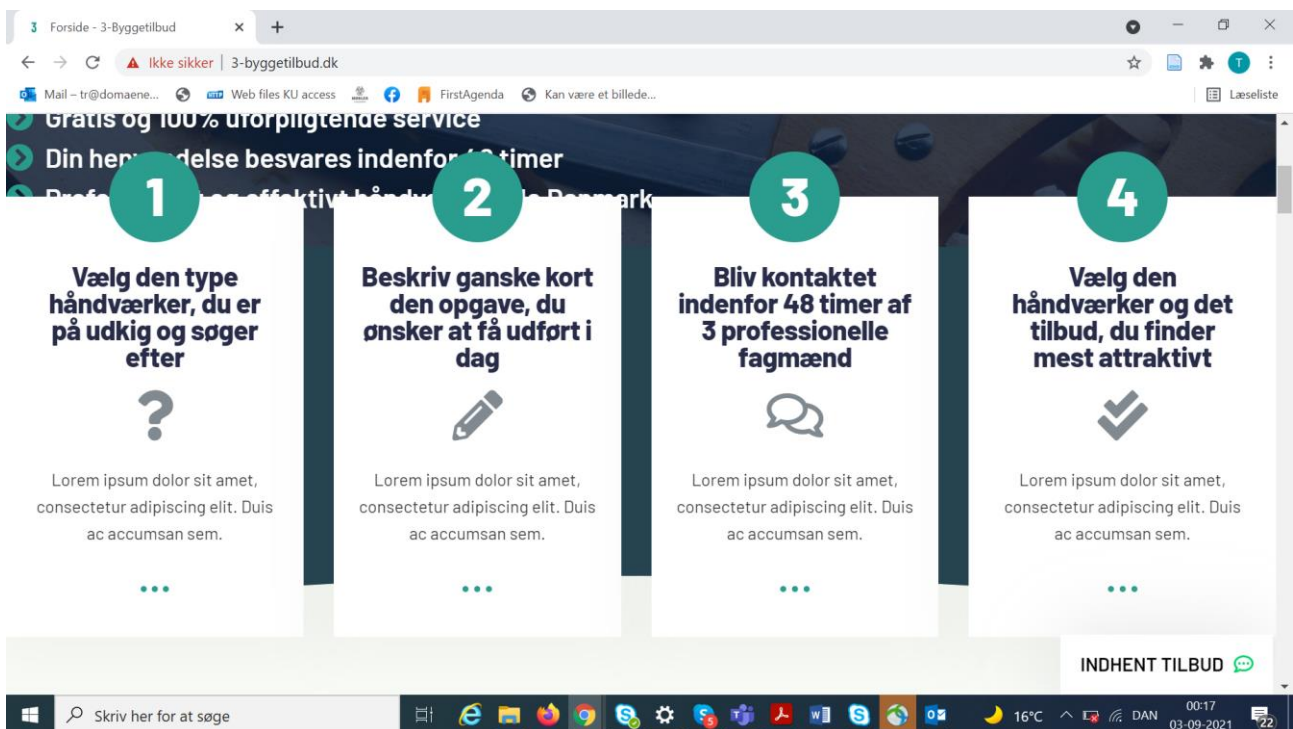 3 Forside - 3-Byggetilbud
Ikke sikker 3-byggetilbud.dk T
Mail – tr@domaene... Web files KU access FirstAgenda Kan være et billede... Læseliste
Gratis og 100% uforpligtende service
Din henvendelse besvares indenfor 48 timer
1
2
3
4
Vælg den type
håndværker, du er
på udkig og søger
efter
Lorem ipsum dolor sit amet,
consectetur adipiscing elit. Duis
ac accumsan sem.
Beskriv ganske kort
den opgave, du
ønsker at få udført i
dag
Lorem ipsum dolor sit amet,
consectetur adipiscing elit. Duis
ac accumsan sem.
Bliv kontaktet
indenfor 48 timer af
3 professionelle
fagmænd
Lorem ipsum dolor sit amet,
consectetur adipiscing elit. Duis
ac accumsan sem.
Vælg den
håndværker og det
tilbud, du finder
mest attraktivt
Lorem ipsum dolor sit amet,
consectetur adipiscing elit. Duis
ac accumsan sem.
INDHENT TILBUD
Skriv her for at søge
16°C DAN 00:17
03-09-2021 22